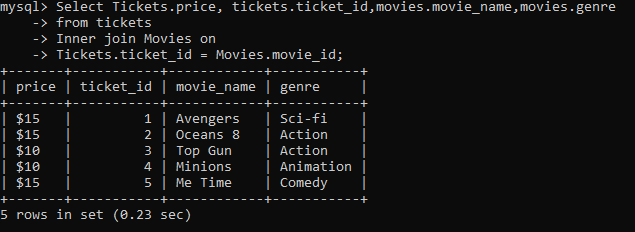 mysql> Select Tickets.price, tickets.ticket_id,movies.movie_name,movies.genre
    -> from tickets
    -> Inner join Movies on
    -> Tickets.ticket_id = Movies.movie_id;
+-------+-----------+------------+-----------+
| price | ticket_id | movie_name | genre     |
+-------+-----------+------------+-----------+
| $15   |         1 | Avengers   | Sci-fi    |
| $15   |         2 | Oceans 8   | Action    |
| $10   |         3 | Top Gun    | Action    |
| $10   |         4 | Minions    | Animation |
| $15   |         5 | Me Time    | Comedy    |
+-------+-----------+------------+-----------+
5 rows in set (0.23 sec)